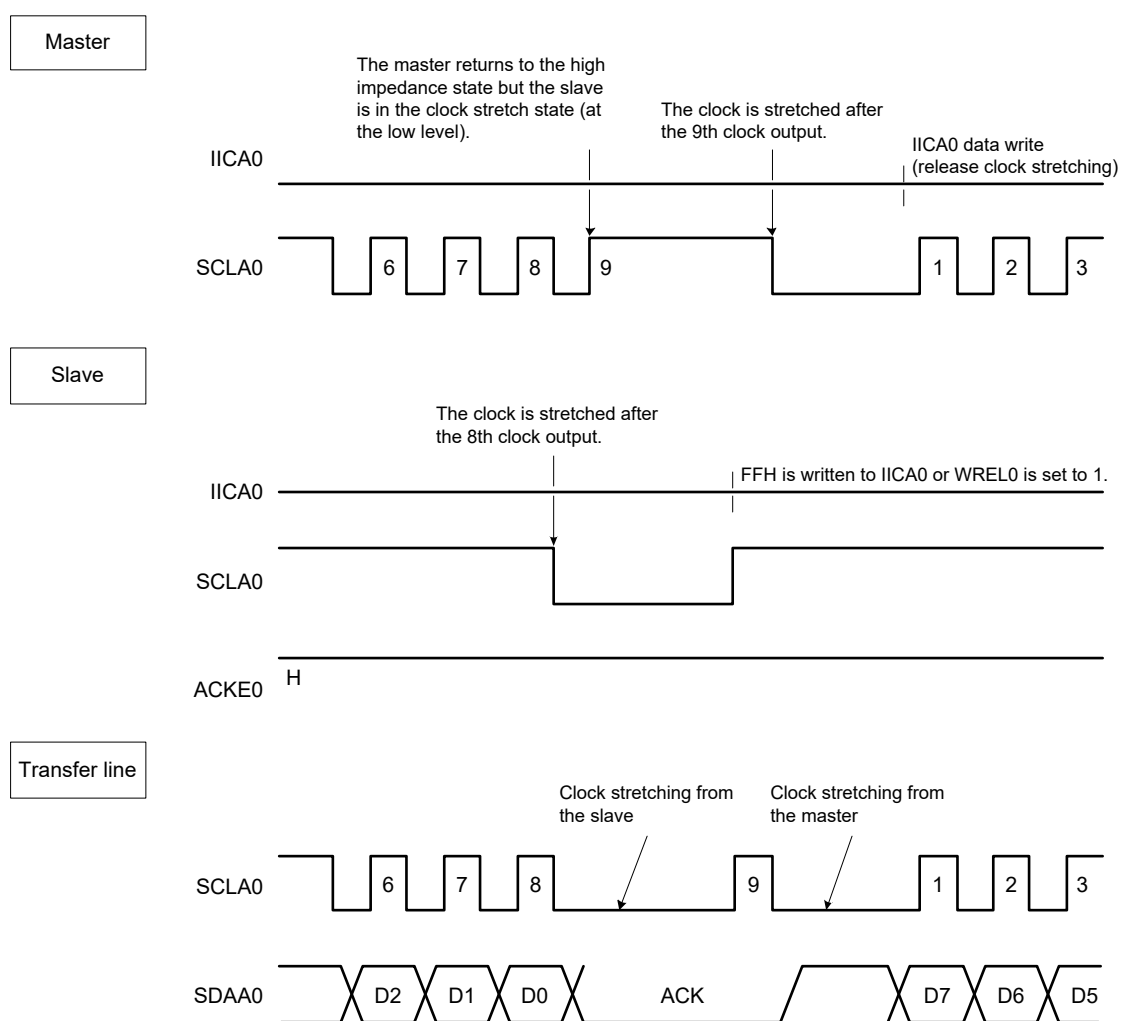 Master
The master returns to the high
impedance state but the slave
is in the clock stretch state (at
the low level).
The clock is stretched after
the 9th clock output.
IICA0 data write
(release clock stretching)
IICA0
SCLA0
6
7
8
9
1
2
3
Slave
The clock is stretched after
the 8th clock output.
FFH is written to IICA0 or WREL0 is set to 1.
IICA0
SCLA0
H
ACKE0
Transfer line
Clock stretching from
the slave
Clock stretching from
the master
SCLA0
6
7
8
9
1
2
3
SDAA0
D2
D1
D0
ACK
D7
D6
D5